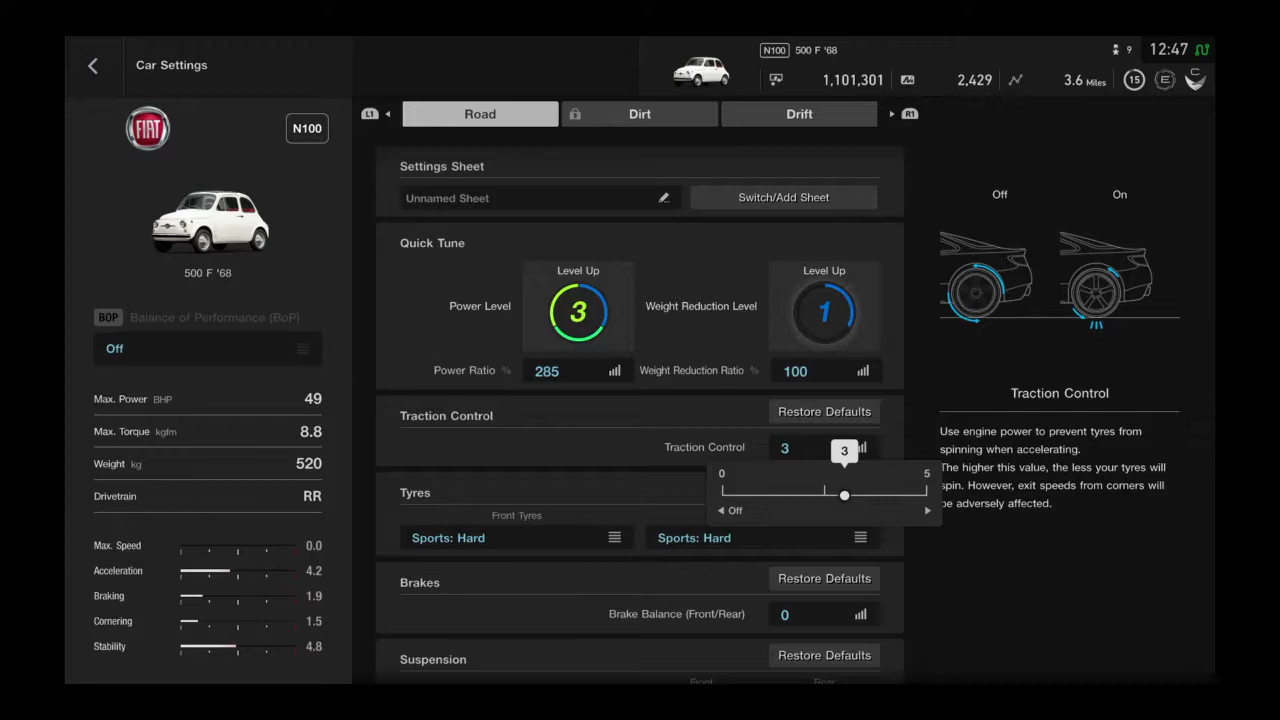 Car Settings
N100
500 F '68
9
12:47
1,101,301
2,429
3.6 Miles
15
E
C
FIAT
N100
500 F '68
BOP Balance of Performance (BoP)
Off
Max. Power BHP 49
Max. Torque kgfm 8.8
Weight kg 520
Drivetrain RR
Max. Speed 0.0
Acceleration 4.2
Braking 1.9
Cornering 1.5
Stability 4.8
L1 Road Dirt Drift R1
Settings Sheet
Unnamed Sheet Switch/Add Sheet
Quick Tune
Level Up Level Up
Power Level 3 Weight Reduction Level 1
Power Ratio % 285 Weight Reduction Ratio % 100
Traction Control Restore Defaults
Traction Control 3
3
0 5
Off
Tyres
Front Tyres
Sports: Hard Sports: Hard
Brakes Restore Defaults
Brake Balance (Front/Rear) 0
Suspension Restore Defaults
Front Rear
Off On
Traction Control
Use engine power to prevent tyres from
spinning when accelerating.
The higher this value, the less your tyres will
spin. However, exit speeds from corners will
be adversely affected.